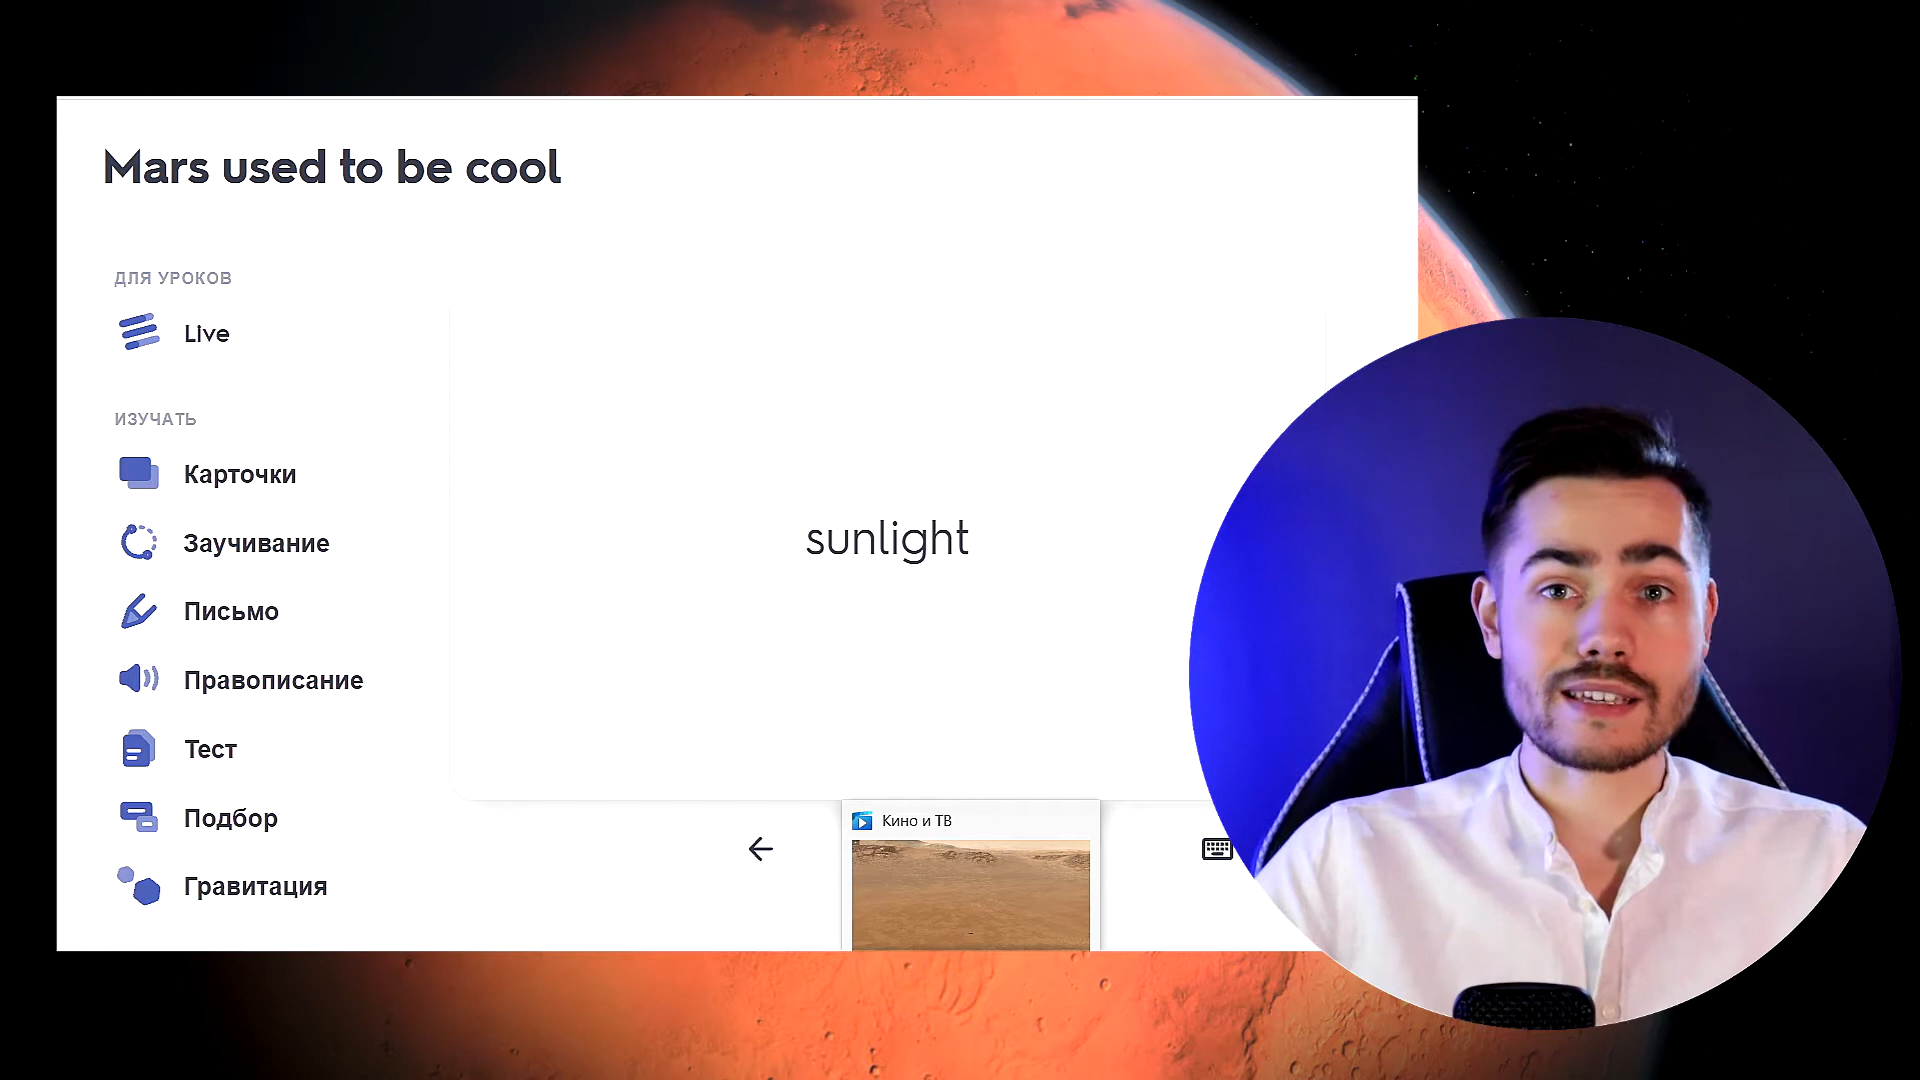 Mars used to be cool
ДЛЯ УРОКОВ
Live
ИЗУЧАТЬ
Карточки
Заучивание
Письмо
Правописание
Тест
Подбор
Гравитация
sunlight
Кино и ТВ